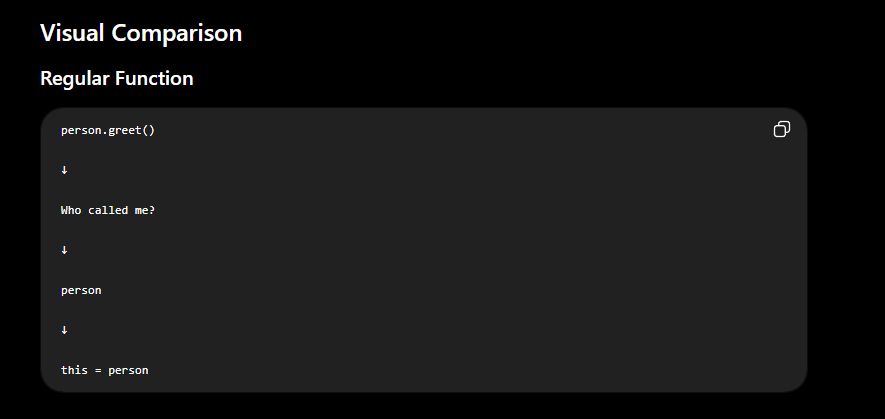 Visual Comparison
Regular Function
person.greet()
↓
Who called me?
↓
person
↓
this = person